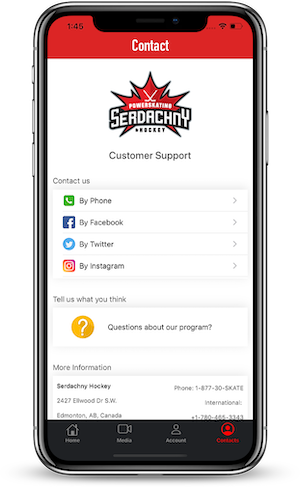 1:45
Contact
POWERSKATING
SERDACHNY
HOCKEY
Customer Support
Contact us
By Phone
By Facebook
By Twitter
By Instagram
Tell us what you think
Questions about our program?
More Information
Serdachny Hockey
Phone: 1-877-30-SKATE
2427 Ellwood Dr S.W.
International:
Edmonton, AB, Canada
+1-780-465-3343
Home
Media
Account
Contacts